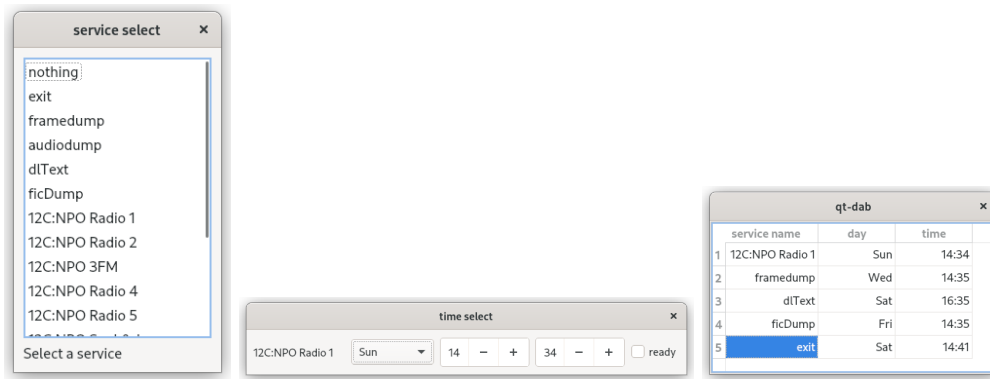 service select ×
nothing
exit
framedump
audiodump
dlText
ficDump
12C:NPO Radio 1
12C:NPO Radio 2
12C:NPO 3FM
12C:NPO Radio 4
12C:NPO Radio 5
Select a service
time select ×
12C:NPO Radio 1 Sun 14 − + 34 − + ready
qt-dab ×
service name day time
1 12C:NPO Radio 1 Sun 14:34
2 framedump Wed 14:35
3 dlText Sat 16:35
4 ficDump Fri 14:35
5 exit Sat 14:41